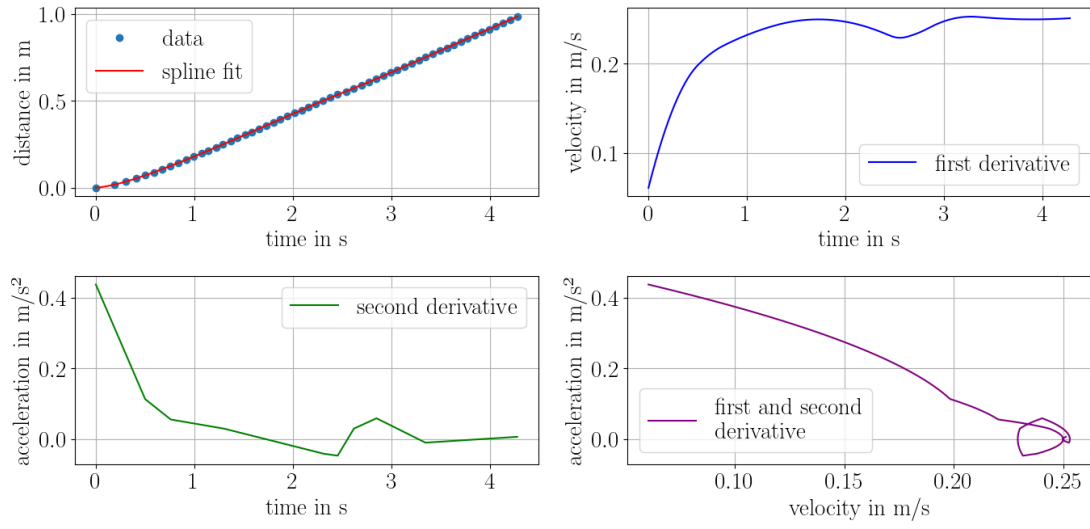 distance in m
1.0
0.5
0.0
data
spline fit
0 1 2 3 4
time in s
velocity in m/s
0.2
0.1
first derivative
0 1 2 3 4
time in s
acceleration in m/s²
0.4
0.2
0.0
second derivative
0 1 2 3 4
time in s
acceleration in m/s²
0.4
0.2
0.0
first and second
derivative
0.10 0.15 0.20 0.25
velocity in m/s